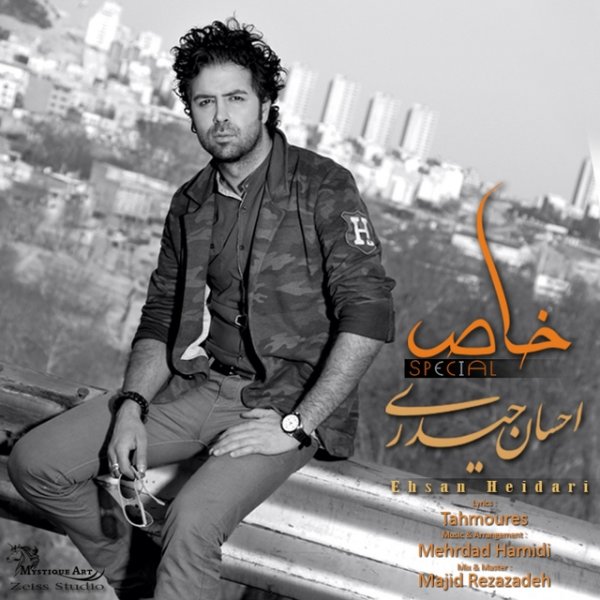 H
خاص
SPECIAL
احسان حیدری
Ehsan Heidari
Lyrics :
Tahmoures
Music & Arrangement :
Mehrdad Hamidi
Mix & Master :
Majid Rezazadeh
Mystique Art
Zeiss Studio